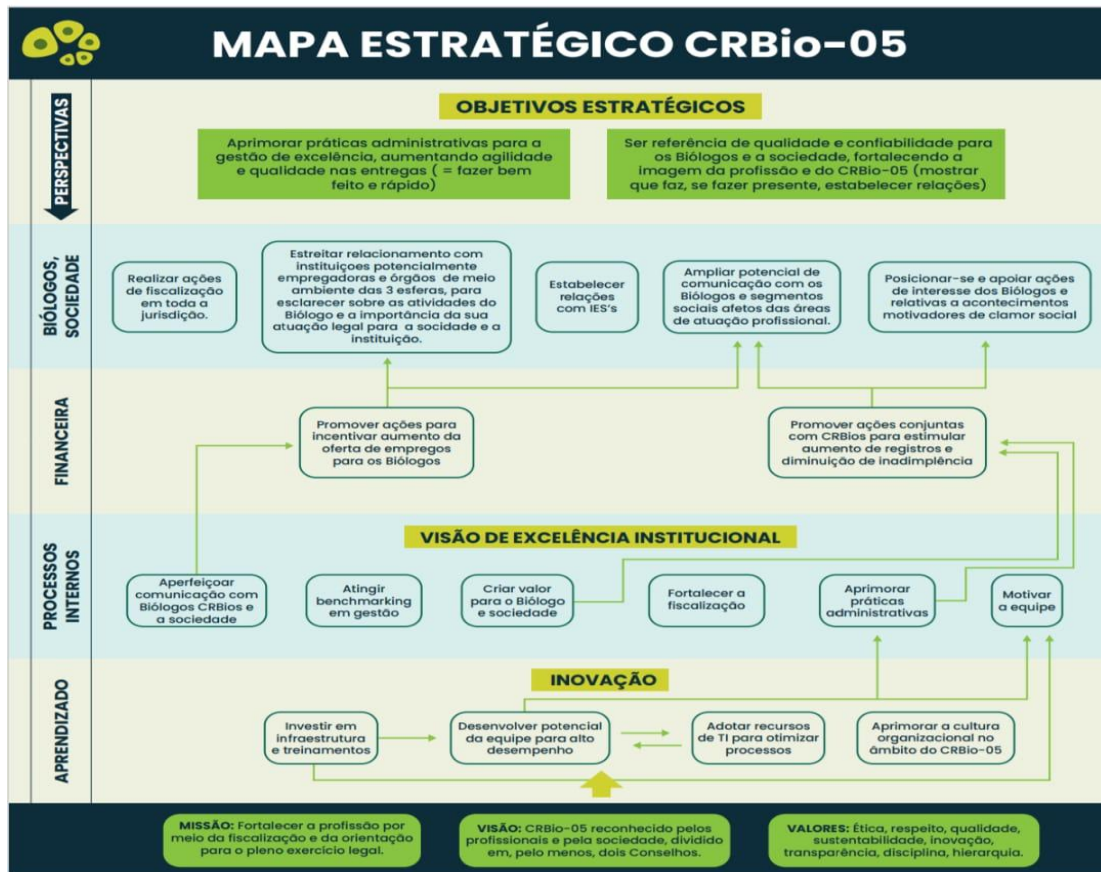 MAPA ESTRATÉGICO CRBio-05
PERSPECTIVAS
OBJETIVOS ESTRATÉGICOS
Aprimorar práticas administrativas para a
gestão de excelência, aumentando agilidade
e qualidade nas entregas ( = fazer bem
feito e rápido)
Ser referência de qualidade e confiabilidade para
os Biólogos e a sociedade, fortalecendo a
imagem da profissão e do CRBio-05 (mostrar
que faz, se fazer presente, estabelecer relações)
BIÓLOGOS,
SOCIEDADE
Realizar ações
de fiscalização
em toda a
jurisdição.
Estreitar relacionamento com
instituiçoes potencialmente
empregadoras e órgãos de meio
ambiente das 3 esferas, para
esclarecer sobre as atividades do
Biólogo e a importância da sua
atuação legal para a socidade e a
instituição.
Estabelecer
relações
com IES's
Ampliar potencial de
comunicação com os
Biólogos e segmentos
sociais afetos das áreas
de atuação profissional.
Posicionar-se e apoiar ações
de interesse dos Biólogos e
relativas a acontecimentos
motivadores de clamor social
FINANCEIRA
Promover ações para
incentivar aumento da
oferta de empregos
para os Biólogos
Promover ações conjuntas
com CRBios para estimular
aumento de registros e
diminuição de inadimplência
PROCESSOS
INTERNOS
VISÃO DE EXCELÊNCIA INSTITUCIONAL
Aperfeiçoar
comunicação com
Biólogos CRBios e
a sociedade
Atingir
benchmarking
em gestão
Criar valor
para o Biólogo
e sociedade
Fortalecer a
fiscalização
Aprimorar
práticas
administrativas
Motivar
a equipe
APRENDIZADO
INOVAÇÃO
Investir em
infraestrutura
e treinamentos
Desenvolver potencial
da equipe para alto
desempenho
Adotar recursos
de TI para otimizar
processos
Aprimorar a cultura
organizacional no
âmbito do CRBio-05
MISSÃO: Fortalecer a profissão por
meio da fiscalização e da orientação
para o pleno exercício legal.
VISÃO: CRBio-05 reconhecido pelos
profissionais e pela sociedade, dividido
em, pelo menos, dois Conselhos.
VALORES: Ética, respeito, qualidade,
sustentabilidade, inovação,
transparência, disciplina, hierarquia.